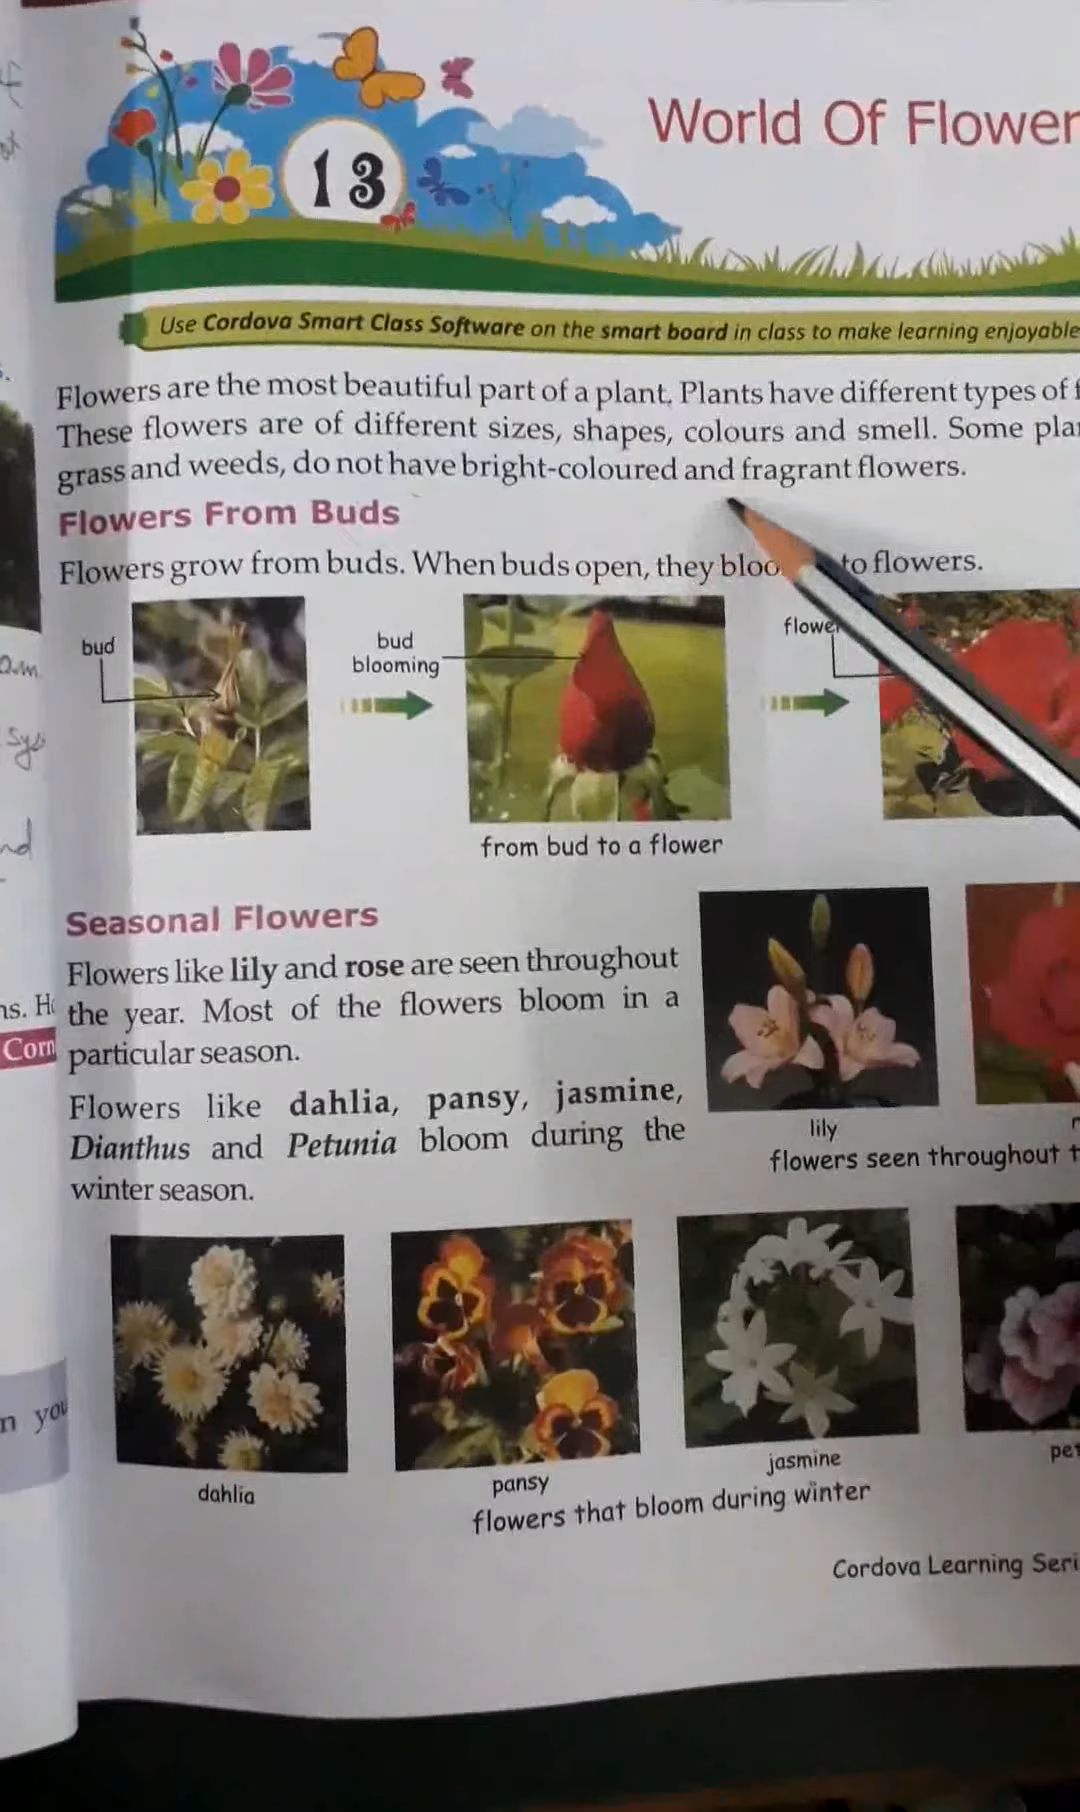 13
World Of Flower
Use Cordova Smart Class Software on the smart board in class to make learning enjoyable
Flowers are the most beautiful part of a plant. Plants have different types of
These flowers are of different sizes, shapes, colours and smell. Some
grass and weeds, do not have bright-coloured and fragrant flowers.
Flowers From Buds
Flowers grow from buds. When buds open, they to flowers.
bud
bud
blooming
flower
from bud to a flower
Seasonal Flowers
Flowers like lily and rose are seen throughout
the year. Most of the flowers bloom in a
particular season.
Flowers like dahlia, pansy, jasmine,
Dianthus and Petunia bloom during the
winter season.
lily
flowers seen throughout
dahlia
pansy
jasmine
flowers that bloom during winter
Cordova Learning